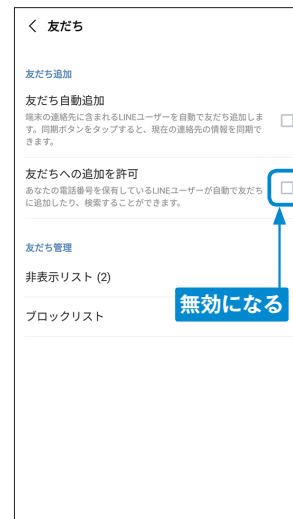 < 友だち
友だち追加
友だち自動追加
端末の連絡先に含まれるLINEユーザーを自動で友だち追加しま
す。同期ボタンをタップすると、現在の連絡先の情報を同期で
きます。
友だちへの追加を許可
あなたの電話番号を保有しているLINEユーザーが自動で友だち
に追加したり、検索することができます。
友だち管理
非表示リスト (2)
無効になる
ブロックリスト